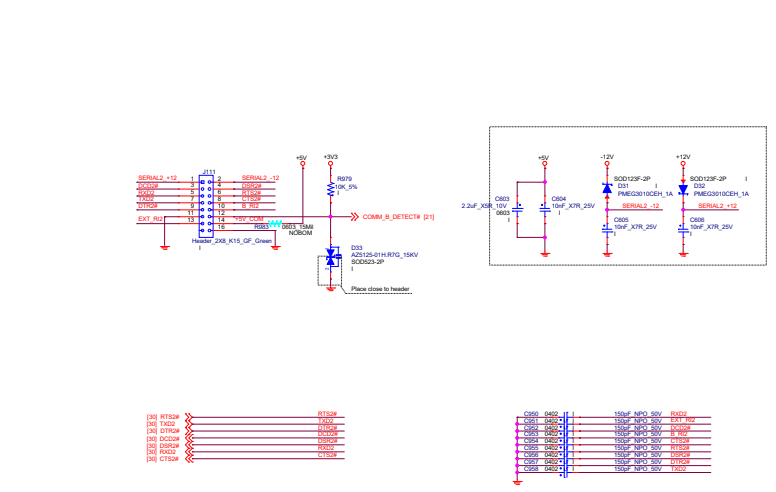 +5V
+3V3
J111
SERIAL2_+12 1 2 SERIAL2_-12
DCD2# 3 4 DSR2#
RXD2 5 6 RTS2#
TXD2 7 8 CTS2#
DTR2# 9 10 B_RI2
11 12
EXT_RI2 13 14 +5V_COM
16
R983
0603_15Mil
NOBOM
Header_2X8_K15_GF_Green
I
R979
10K_5%
I
COMM_B_DETECT# [21]
D33
AZ5125-01H.R7G_15KV
SOD523-2P
I
Place close to header
+5V
-12V
+12V
SOD123F-2P I
D31
PMEG3010CEH_1A
SOD123F-2P I
D32
PMEG3010CEH_1A
C603
2.2uF_X5R_10V
0603
I
C604
10nF_X7R_25V
I
SERIAL2_-12
SERIAL2_+12
C605
10nF_X7R_25V
I
C606
10nF_X7R_25V
I
[30] RTS2# RTS2#
[30] TXD2 TXD2
[30] DTR2# DTR2#
[30] DCD2# DCD2#
[30] DSR2# DSR2#
[30] RXD2 RXD2
[30] CTS2# CTS2#
C950 0402 I 150pF_NPO_50V RXD2
C951 0402 150pF_NPO_50V EXT_RI2
C952 0402 150pF_NPO_50V DCD2#
C953 0402 150pF_NPO_50V B_RI2
C954 0402 150pF_NPO_50V CTS2#
C955 0402 150pF_NPO_50V RTS2#
C956 0402 150pF_NPO_50V DSR2#
C957 0402 150pF_NPO_50V DTR2#
C958 0402 150pF_NPO_50V TXD2